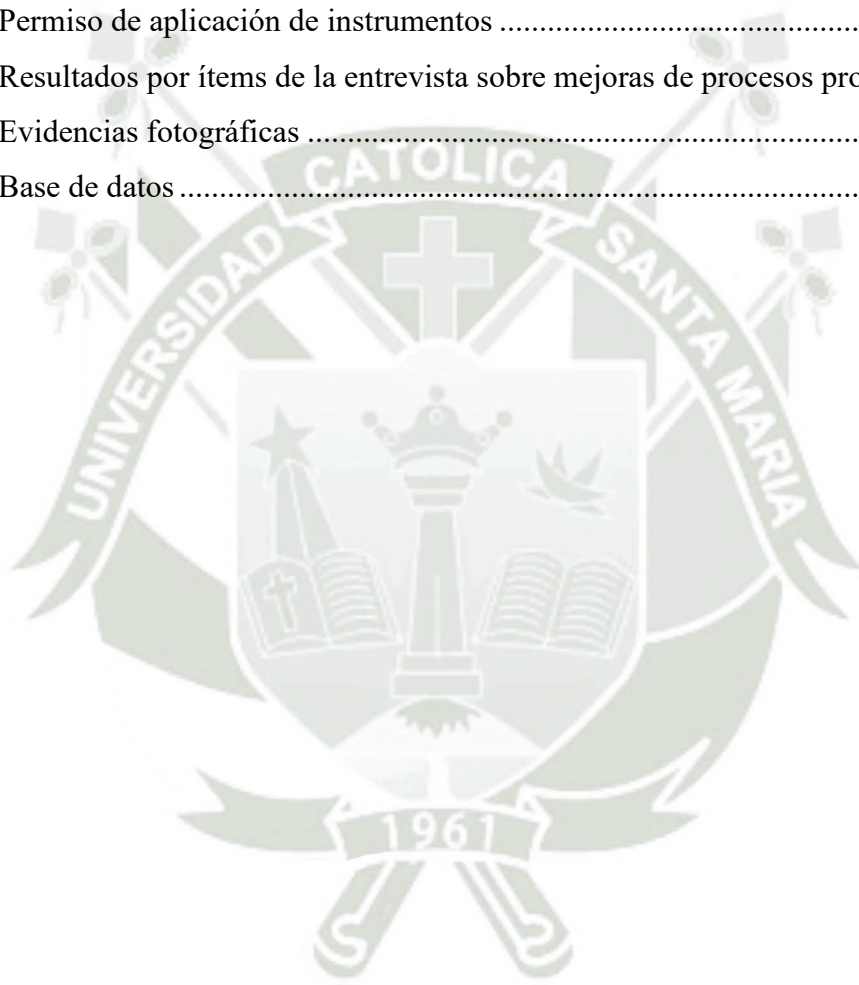 Permiso de aplicación de instrumentos ........................................
Resultados por ítems de la entrevista sobre mejoras de procesos pro
Evidencias fotográficas ..............................................................
Base de datos ..............................................................................
UNIVERSIDAD CATOLICA SANTA MARIA
1961